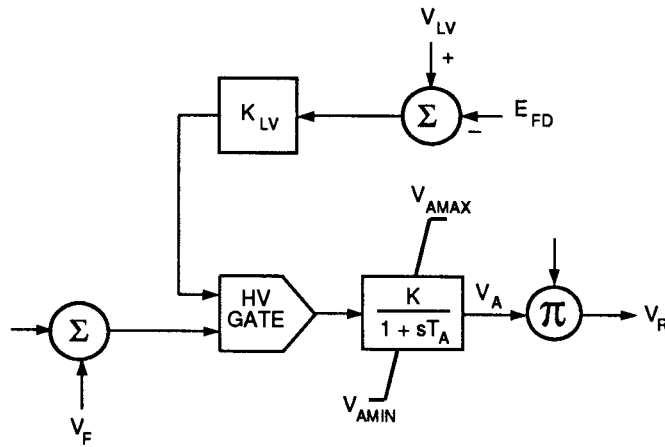 V_LV
+
K_LV
Σ
−
E_FD
V_AMAX
HV
GATE
K
1 + sT_A
V_A
π
V_R
Σ
V_F
V_AMIN